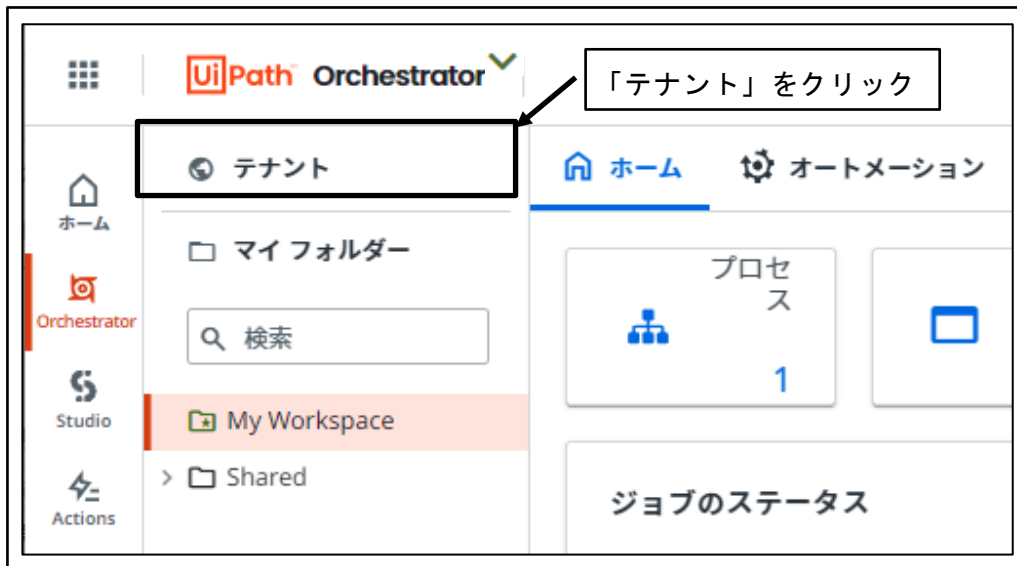 UiPath Orchestrator
「テナント」をクリック
テナント
ホーム
オートメーション
ホーム
マイ フォルダー
プロセ
ス
Orchestrator
検索
1
Studio
My Workspace
Shared
Actions
ジョブのステータス